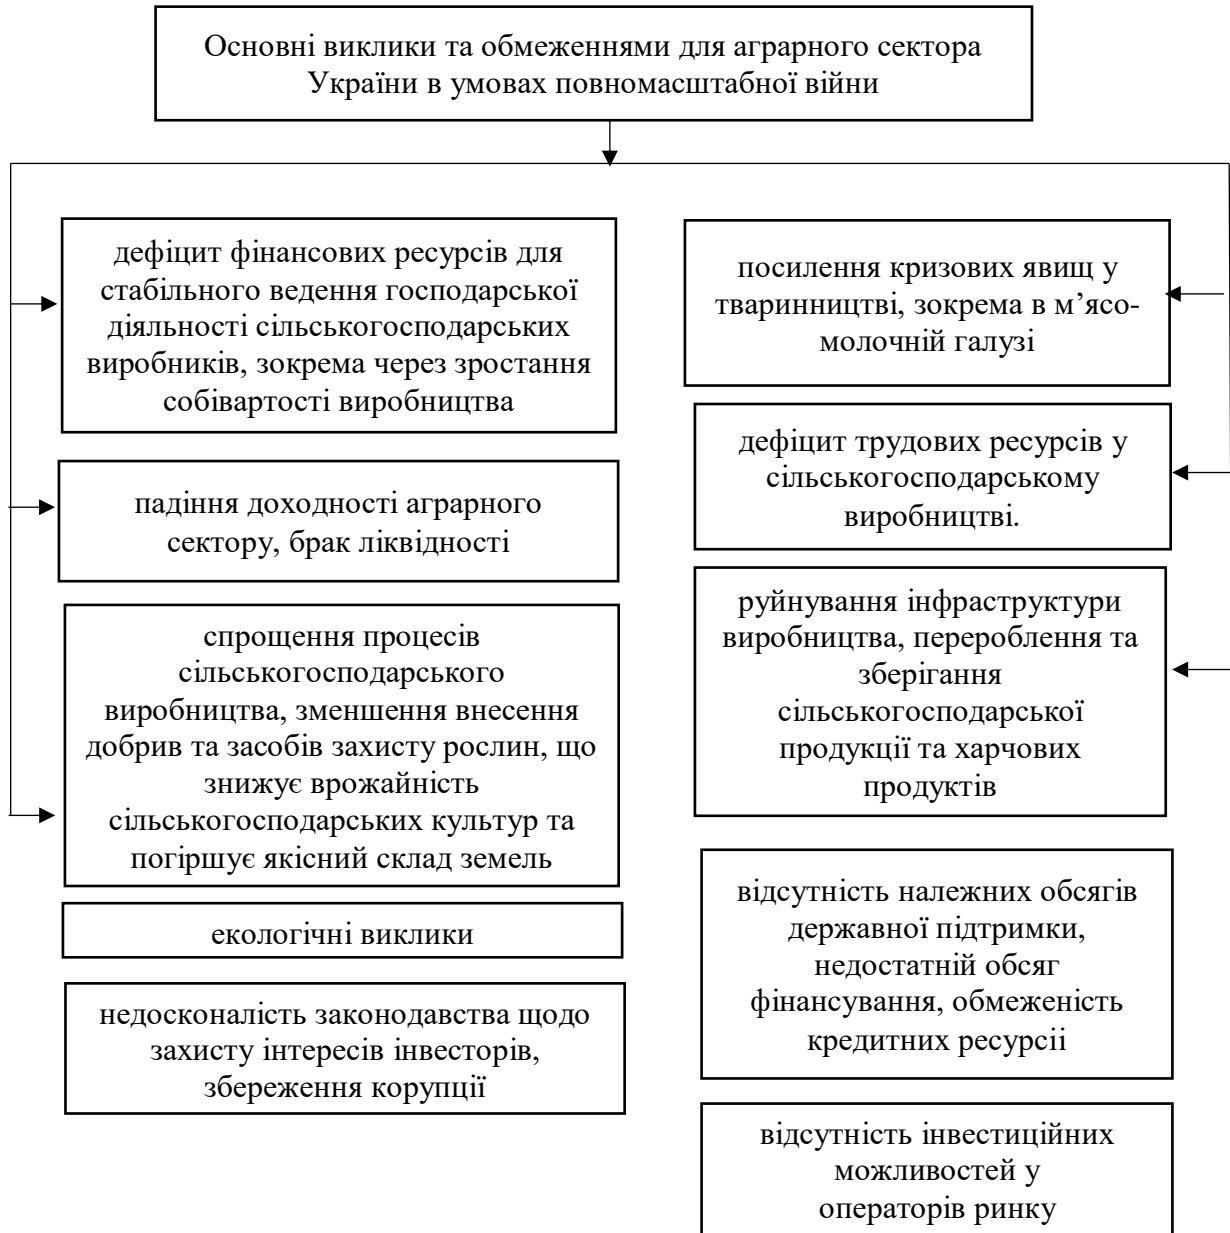 Основні виклики та обмеженнями для аграрного сектора
України в умовах повномасштабної війни
дефіцит фінансових ресурсів для
стабільного ведення господарської
діяльності сільськогосподарських
виробників, зокрема через зростання
собівартості виробництва
падіння доходності аграрного
сектору, брак ліквідності
спрощення процесів
сільськогосподарського
виробництва, зменшення внесення
добрив та засобів захисту рослин, що
знижує врожайність
сільськогосподарських культур та
погіршує якісний склад земель
екологічні виклики
недосконалість законодавства щодо
захисту інтересів інвесторів,
збереження корупції
посилення кризових явищ у
тваринництві, зокрема в м’ясо-
молочній галузі
дефіцит трудових ресурсів у
сільськогосподарському
виробництві.
руйнування інфраструктури
виробництва, перероблення та
зберігання
сільськогосподарської
продукції та харчових
продуктів
відсутність належних обсягів
державної підтримки,
недостатній обсяг
фінансування, обмеженість
кредитних ресурсіі
відсутність інвестиційних
можливостей у
операторів ринку